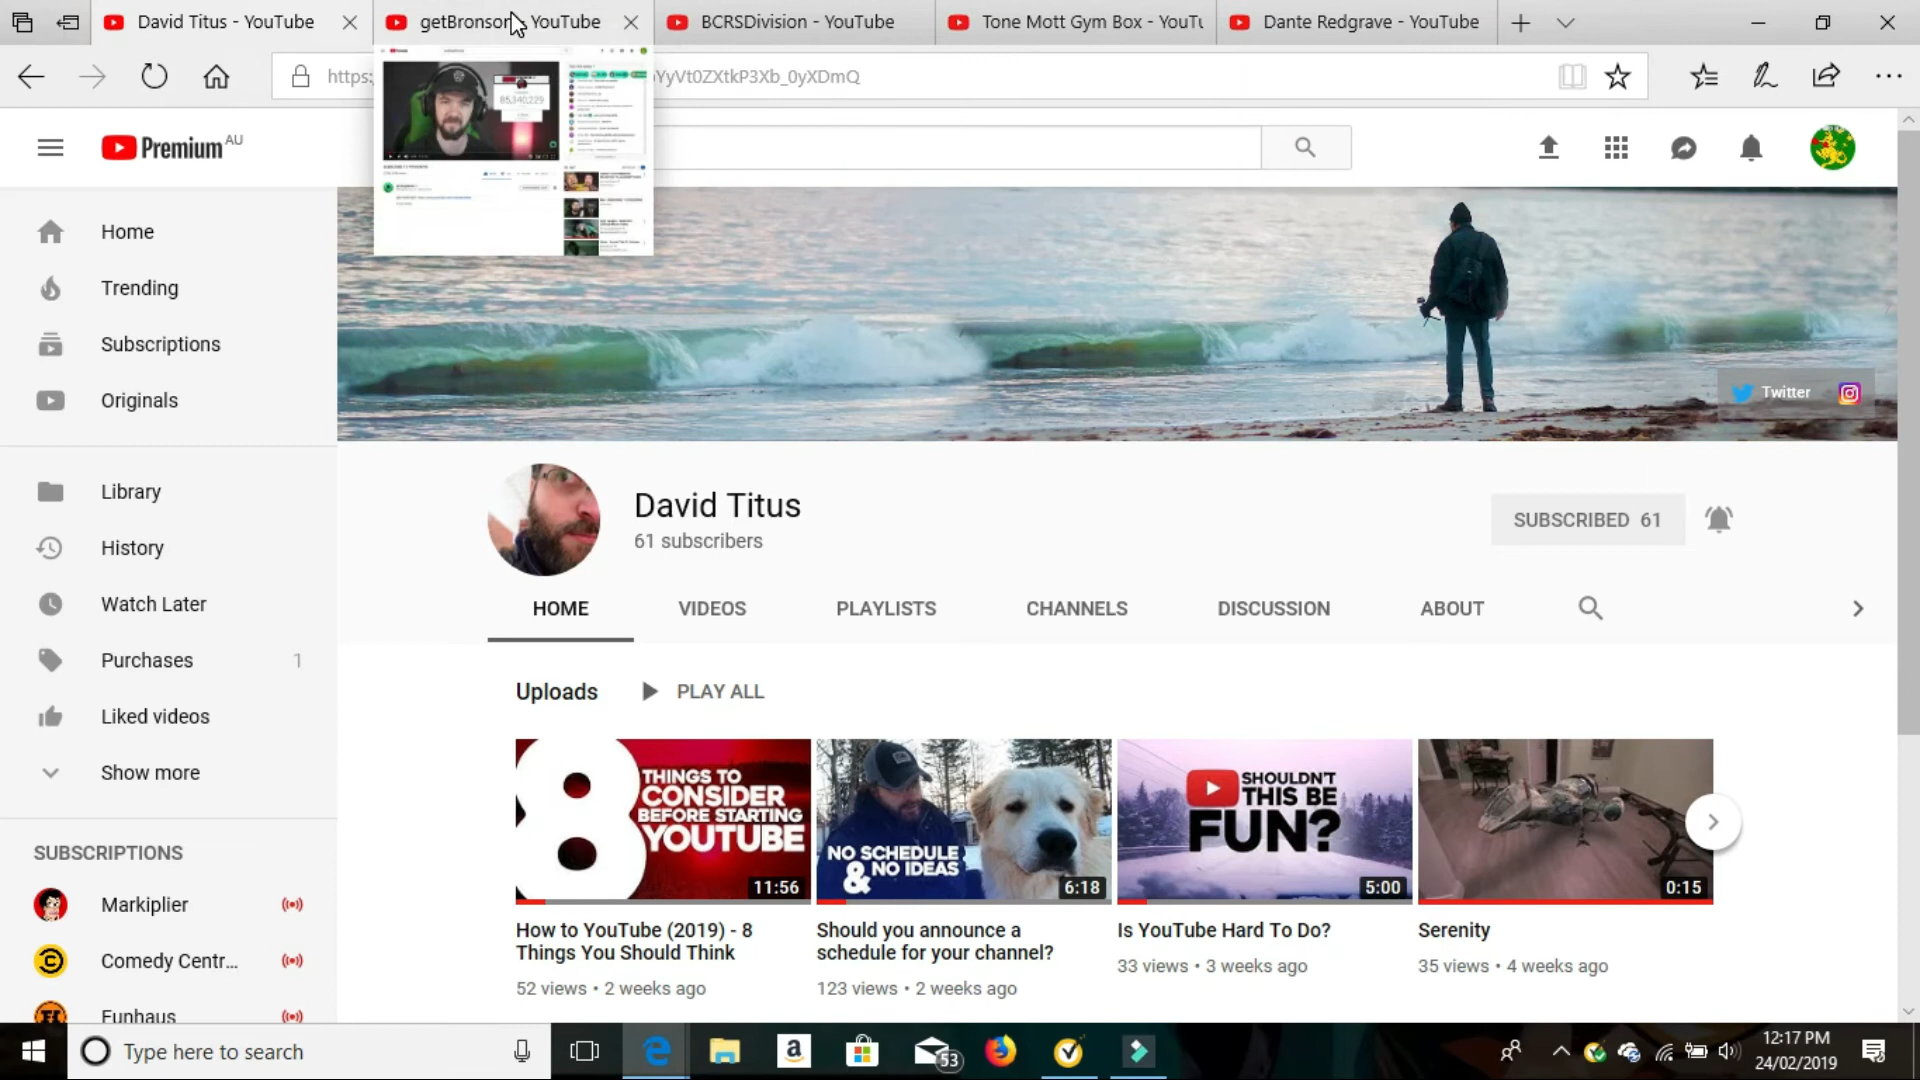 David Titus - YouTube
getBronson - YouTube
BCRSDivision - YouTube
Tone Mott Gym Box - YouTu
Dante Redgrave - YouTube
https:
YyVt0ZXtkP3Xb_0yXDmQ
85,340,229
Premium AU
Home
Trending
Subscriptions
Originals
Library
History
Watch Later
Purchases 1
Liked videos
Show more
SUBSCRIPTIONS
Markiplier
Comedy Centr...
Funhaus
Twitter
David Titus
61 subscribers
SUBSCRIBED 61
HOME
VIDEOS
PLAYLISTS
CHANNELS
DISCUSSION
ABOUT
Uploads
PLAY ALL
8 THINGS TO
CONSIDER
BEFORE STARTING
YOUTUBE
11:56
NO SCHEDULE
& NO IDEAS
6:18
SHOULDN'T
THIS BE
FUN?
5:00
0:15
How to YouTube (2019) - 8
Things You Should Think
52 views • 2 weeks ago
Should you announce a
schedule for your channel?
123 views • 2 weeks ago
Is YouTube Hard To Do?
33 views • 3 weeks ago
Serenity
35 views • 4 weeks ago
Type here to search
a
53
12:17 PM
24/02/2019